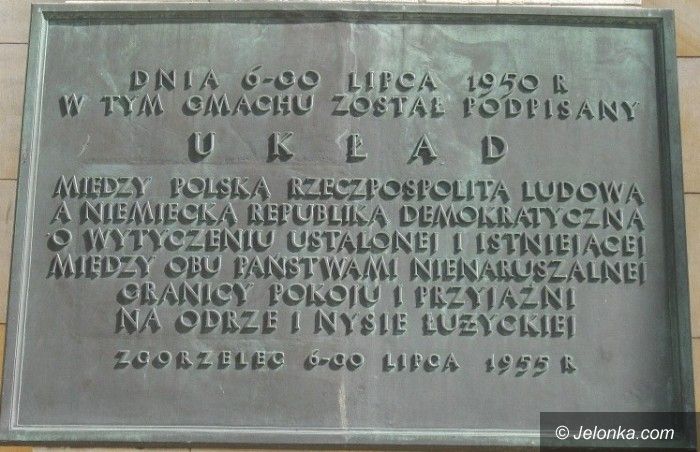 DNIA 6-GO LIPCA 1950 R
W TYM GMACHU ZOSTAŁ PODPISANY
UKŁAD
MIĘDZY POLSKĄ RZECZPOSPOLITĄ LUDOWĄ
A NIEMIECKĄ REPUBLIKĄ DEMOKRATYCZNĄ
O WYTYCZENIU USTALONEJ I ISTNIEJĄCEJ
MIĘDZY OBU PAŃSTWAMI NIENARUSZALNEJ
GRANICY POKOJU I PRZYJAŹNI
NA ODRZE I NYSIE ŁUŻYCKIEJ
ZGORZELEC 6-GO LIPCA 1955 R
© Jelonka.com